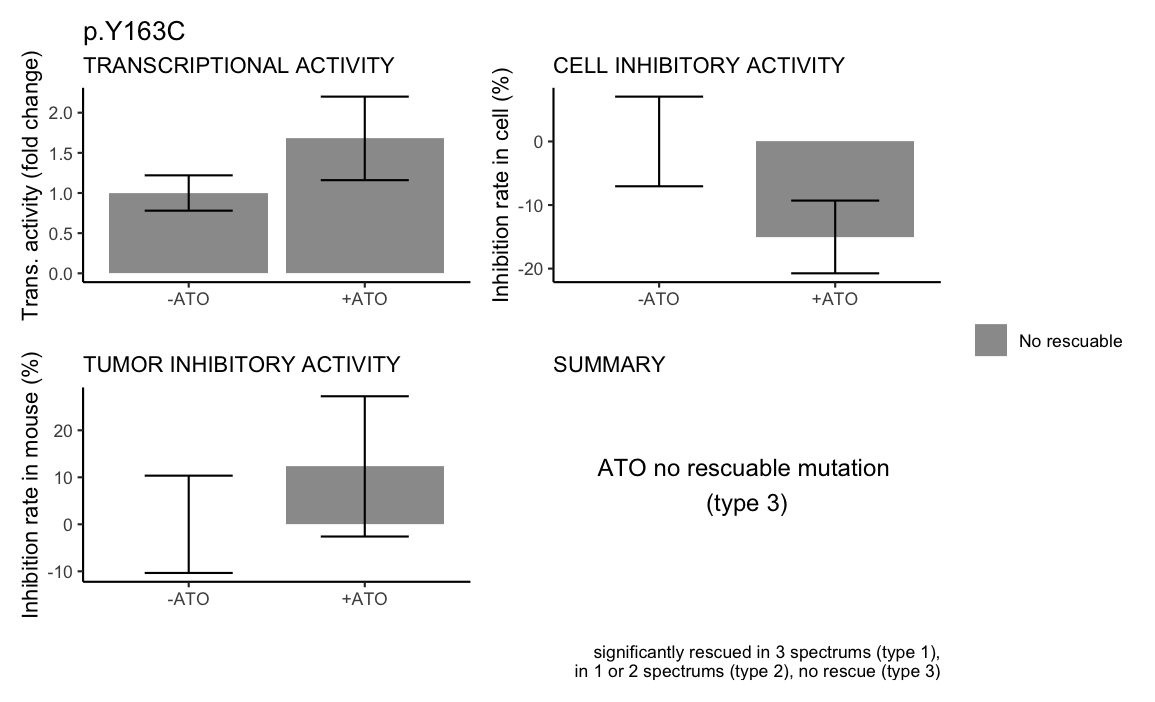 p.Y163C
TRANSCRIPTIONAL ACTIVITY
Trans. activity (fold change)
2.0
1.5
1.0
0.5
0.0
-ATO
+ATO
CELL INHIBITORY ACTIVITY
Inhibition rate in cell (%)
0
-10
-20
-ATO
+ATO
No rescuable
TUMOR INHIBITORY ACTIVITY
Inhibition rate in mouse (%)
20
10
0
-10
-ATO
+ATO
SUMMARY
ATO no rescuable mutation
(type 3)
significantly rescued in 3 spectrums (type 1),
in 1 or 2 spectrums (type 2), no rescue (type 3)